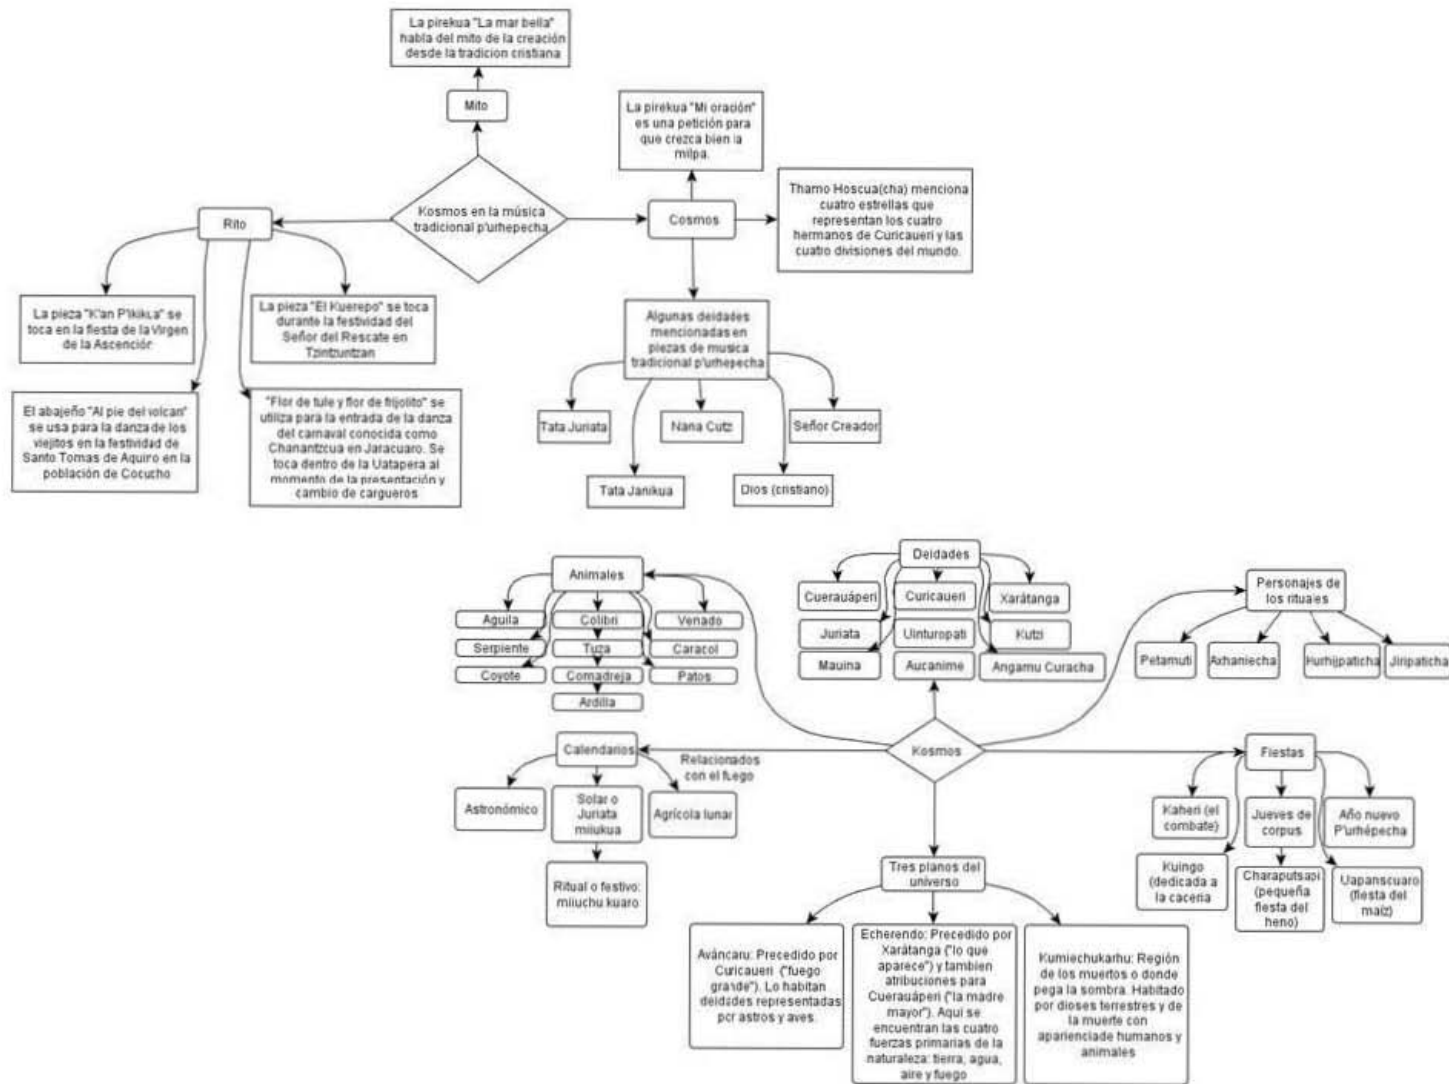 La pirekua "La mar bella"
habla del mito de la creación
desde la tradicion cristiana
Mito
La pirekua "Mi oración"
es una petición para
que crezca bien la
milpa.
Kosmos en la música
tradicional p'urhepecha
Cosmos
Thamo Hoscua(cha) menciona
cuatro estrellas que
representan los cuatro
hermanos de Curicaueri y las
cuatro divisiones del mundo.
Rito
La pieza "K'an P'ikikua" se
toca en la fiesta de la Virgen
de la Ascención
La pieza "El Kuerepo" se toca
durante la festividad del
Señor del Rescate en
Tzintzuntzan
El abajeño "Al pie del volcan"
se usa para la danza de los
viejitos en la festividad de
Santo Tomas de Aquino en la
población de Cocucho
"Flor de tule y flor de frijolito" se
utiliza para la entrada de la danza
del carnaval conocida como
Chanantzcua en Jaracuaro. Se
toca dentro de la Uatapera al
momento de la presentación y
cambio de cargueros
Algunas deidades
mencionadas en
piezas de musica
tradicional p'urhepecha
Tata Juriata
Nana Cutzi
Señor Creador
Tata Janikua
Dios (cristiano)
Animales
Aguila
Colibri
Venado
Serpiente
Tuza
Caracol
Coyote
Comadreja
Patos
Ardilla
Deidades
Cuerauáperi
Curicaueri
Xarátanga
Juriata
Uinturopati
Kutzi
Mauina
Aucanime
Angamu Curacha
Personajes de
los rituales
Petamuti
Axhaniecha
Hurhijpaticha
Jiripaticha
Kosmos
Calendarios
Relacionados
con el fuego
Astronómico
Solar o
Juriata
miiukua
Agrícola lunar
Ritual o festivo:
miiuchu kuaro
Fiestas
Kaheri (el
combate)
Jueves de
corpus
Año nuevo
P'urhépecha
Kuingo
(dedicada a
la caceria
Charaputsapi
(pequeña
fiesta del
heno)
Uapanscuaro
(fiesta del
maíz)
Tres planos del
universo
Aváncaru: Precedido por
Curicaueri ("fuego
grande"). Lo habitan
deidades representadas
por astros y aves.
Echerendo: Precedido por
Xarátanga ("lo que
aparece") y tambien
atribuciones para
Cuerauáperi ("la madre
mayor"). Aqui se
encuentran las cuatro
fuerzas primarias de la
naturaleza: tierra, agua,
aire y fuego
Kumiechukarhu: Región
de los muertos o donde
pega la sombra. Habitado
por dioses terrestres y de
la muerte con
aparienciade humanos y
animales